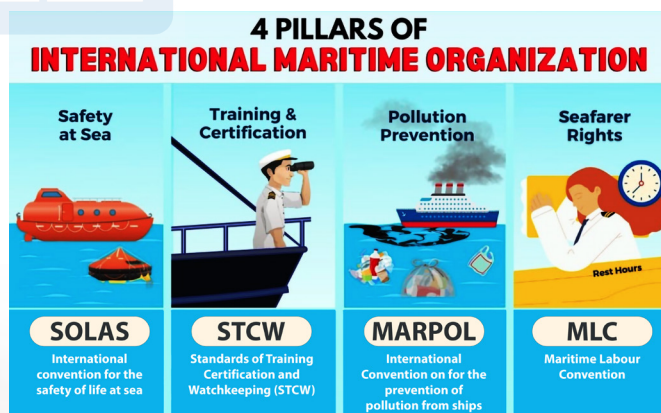 4 PILLARS OF
INTERNATIONAL MARITIME ORGANIZATION
Safety
at Sea
Training &
Certification
Pollution
Prevention
Seafarer
Rights
Rest Hours
SOLAS
International
convention for the
safety of life at sea
STCW
Standards of Training
Certification and
Watchkeeping (STCW)
MARPOL
International
Convention on for the
prevention of
pollution from ships
MLC
Maritime Labour
Convention